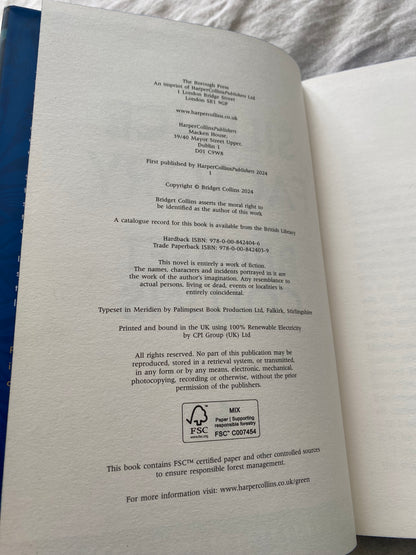 The Borough Press
An imprint of HarperCollinsPublishers Ltd
1 London Bridge Street
London SE1 9GF
www.harpercollins.co.uk
HarperCollinsPublishers
Macken House,
39/40 Mayor Street Upper,
Dublin 1
D01 C9W8
First published by HarperCollinsPublishers 2024
1
Copyright © Bridget Collins 2024
Bridget Collins asserts the moral right to
be identified as the author of this work
A catalogue record for this book is available from the British Library
Hardback ISBN: 978-0-00-842404-6
Trade Paperback ISBN: 978-0-00-842403-9
This novel is entirely a work of fiction.
The names, characters and incidents portrayed in it are
the work of the author's imagination. Any resemblance to
actual persons, living or dead, events or localities is
entirely coincidental.
Typeset in Meridien by Palimpsest Book Production Ltd, Falkirk, Stirlingshire
Printed and bound in the UK using 100% Renewable Electricity
by CPI Group (UK) Ltd
All rights reserved. No part of this publication may be
reproduced, stored in a retrieval system, or transmitted,
in any form or by any means, electronic, mechanical,
photocopying, recording or otherwise, without the prior
permission of the publishers.
FSC
www.fsc.org
MIX
Paper | Supporting
responsible forestry
FSC™ C007454
This book contains FSC™ certified paper and other controlled sources
to ensure responsible forest management.
For more information visit: www.harpercollins.co.uk/green